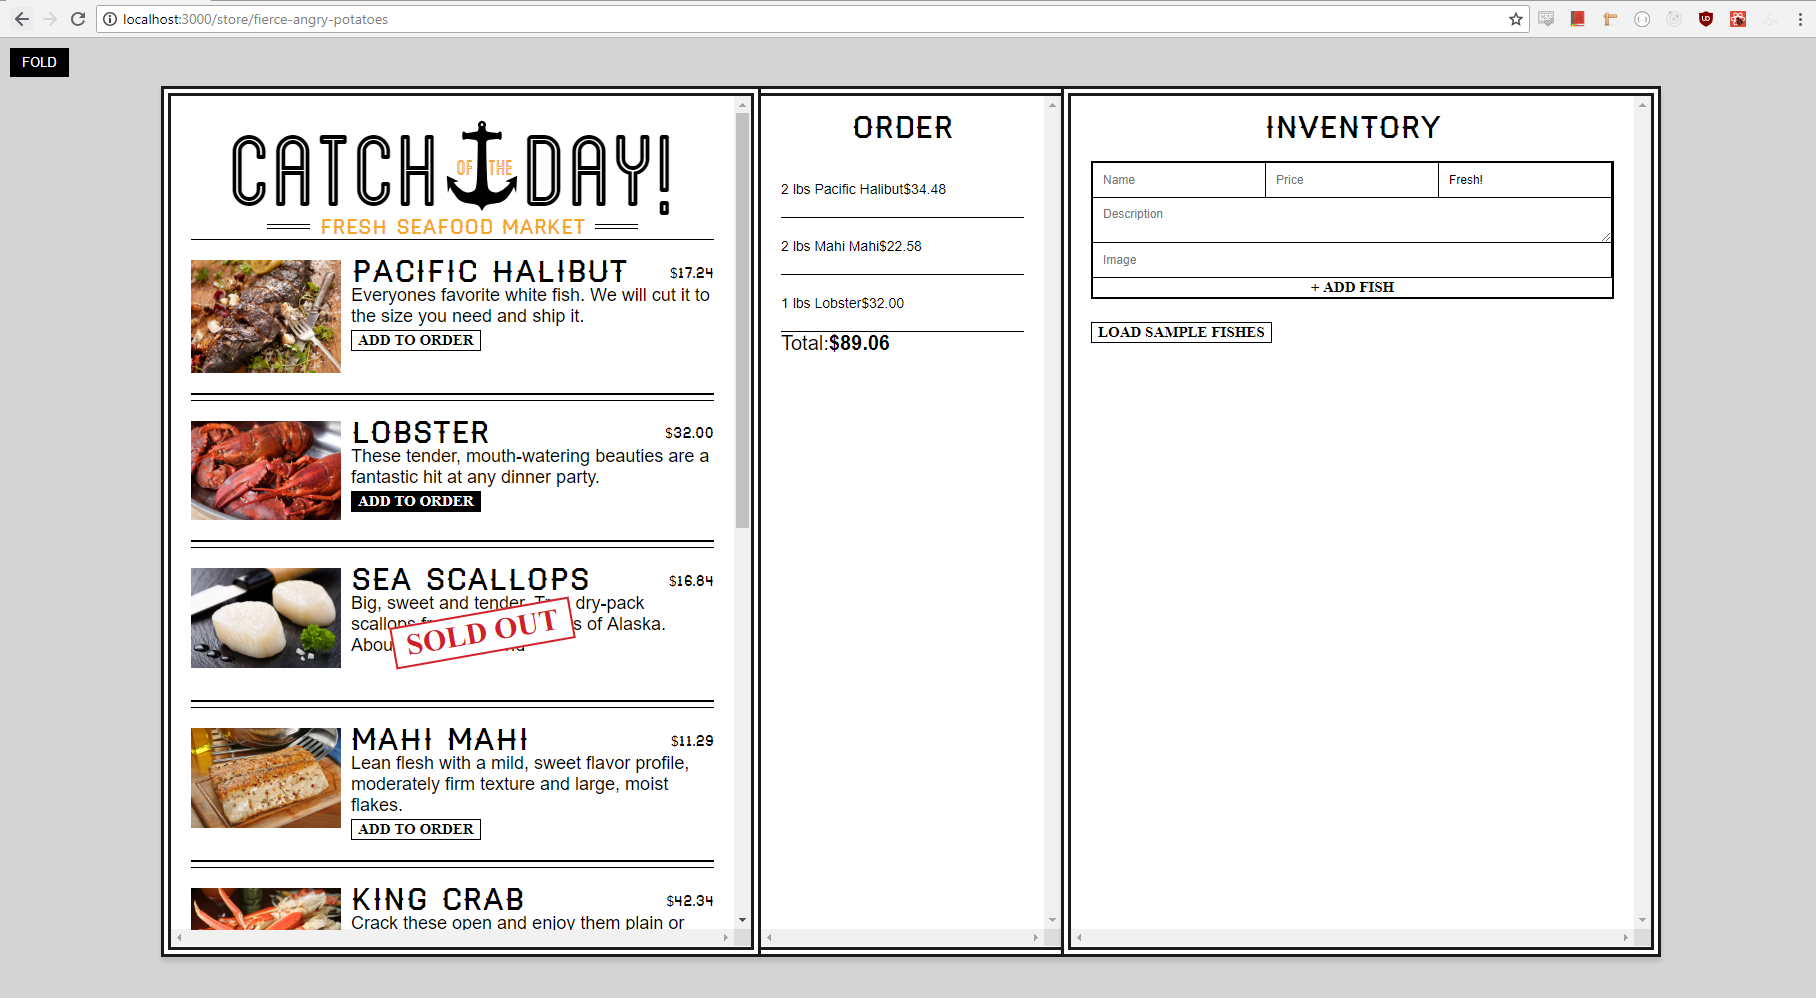 localhost:3000/store/fierce-angry-potatoes
FOLD
CATCH OF THE DAY!
FRESH SEAFOOD MARKET
PACIFIC HALIBUT $17.24
Everyones favorite white fish. We will cut it to
the size you need and ship it.
ADD TO ORDER
LOBSTER $32.00
These tender, mouth-watering beauties are a
fantastic hit at any dinner party.
ADD TO ORDER
SEA SCALLOPS $16.84
Big, sweet and tender. dry-pack
scallops s of Alaska.
SOLD OUT
MAHI MAHI $11.29
Lean flesh with a mild, sweet flavor profile,
moderately firm texture and large, moist
flakes.
ADD TO ORDER
KING CRAB $42.34
Crack these open and enjoy them plain or
ORDER
2 lbs Pacific Halibut$34.48
2 lbs Mahi Mahi$22.58
1 lbs Lobster$32.00
Total:$89.06
INVENTORY
Name Price Fresh!
Description
Image
+ ADD FISH
LOAD SAMPLE FISHES